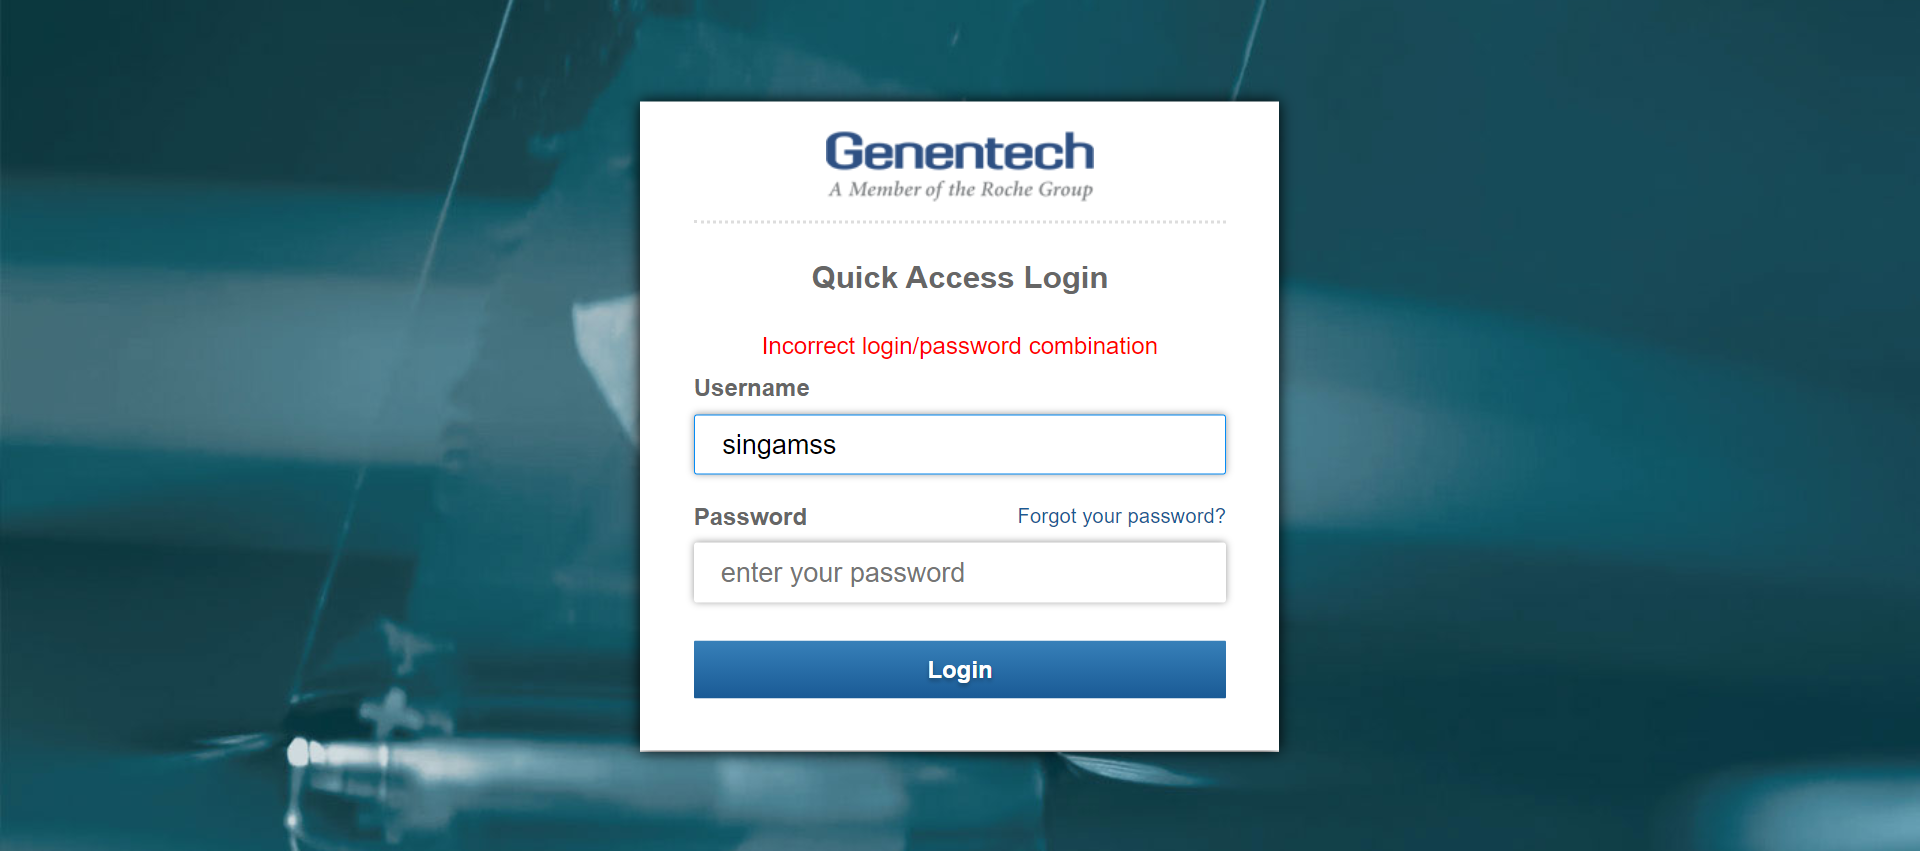 Genentech
A Member of the Roche Group
Quick Access Login
Incorrect login/password combination
Username
singamss
Password
Forgot your password?
enter your password
Login